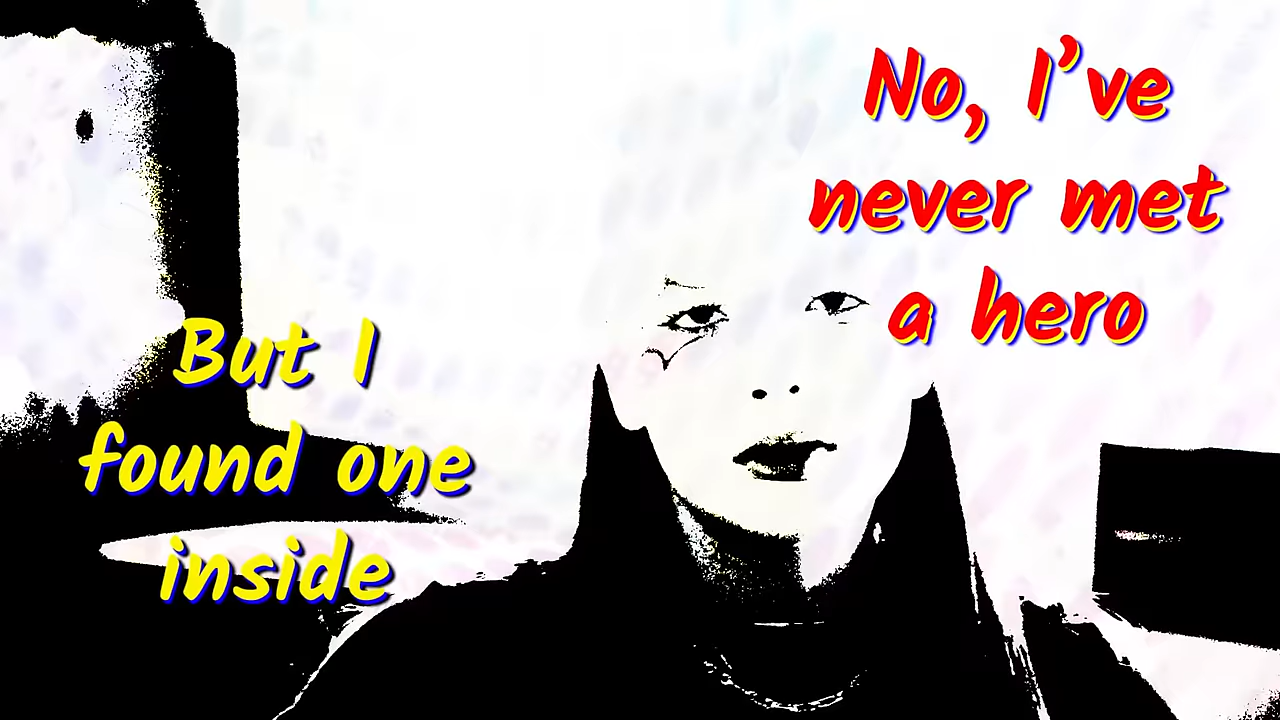 No, I've
never met
a hero
But I
found one
inside